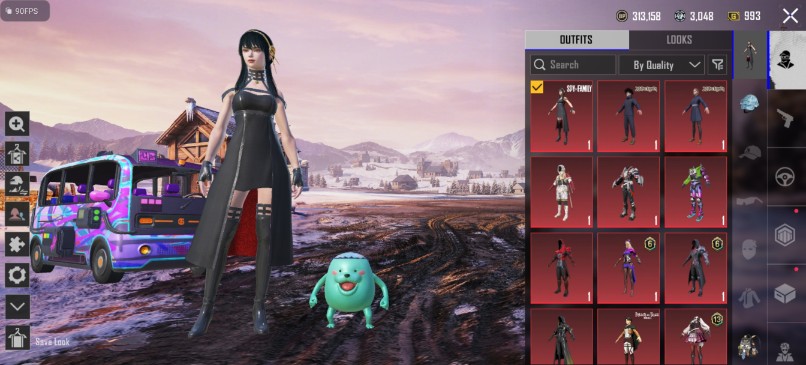 90FPS
BP 313,158
3,048
993
OUTFITS
LOOKS
Search
By Quality
SPY×FAMILY
1
1
1
1
1
1
6
6
1
1
1
13
Save Look